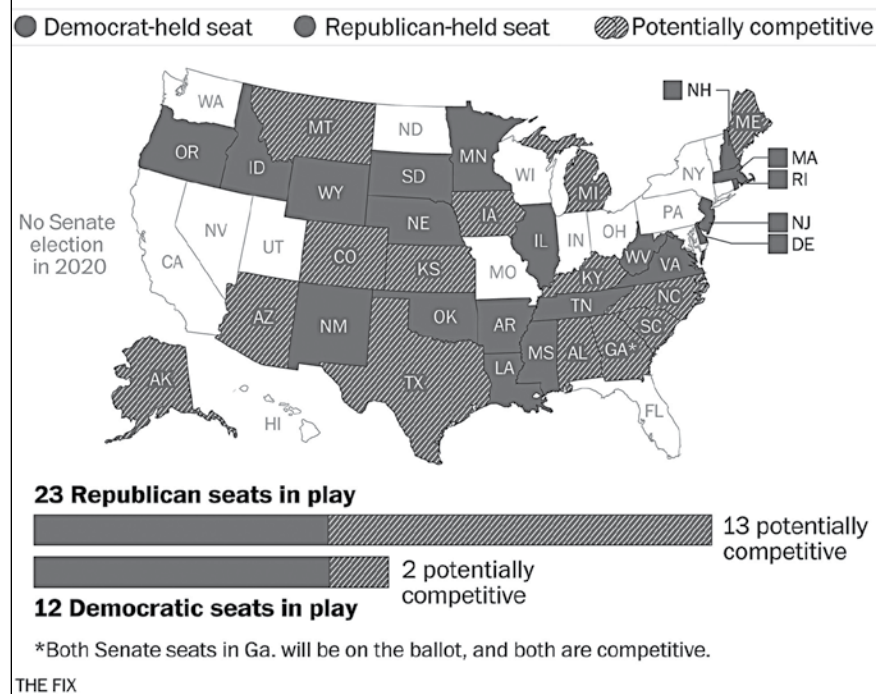 Democrat-held seat Republican-held seat Potentially competitive
WA
MT
ND
OR
ID
WY
SD
MN
WI
MI
NY
ME
NH
MA
RI
NJ
DE
No Senate
election
in 2020
NV
CA
UT
CO
NE
KS
IA
MO
IL
IN
OH
PA
WV
VA
KY
NC
TN
SC
AZ
NM
OK
AR
TX
LA
MS
AL
GA*
FL
AK
HI
23 Republican seats in play
13 potentially
competitive
2 potentially
competitive
12 Democratic seats in play
*Both Senate seats in Ga. will be on the ballot, and both are competitive.
THE FIX